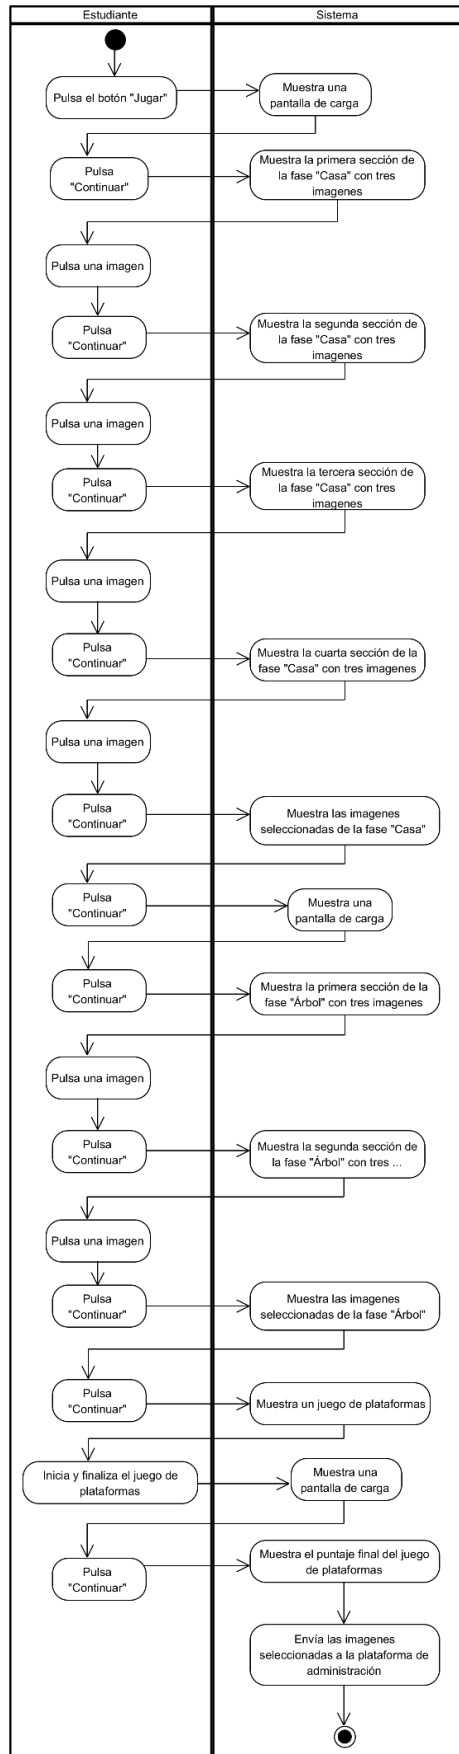 Estudiante
Sistema
Pulsa el botón "Jugar"
Muestra una
pantalla de carga
Pulsa
"Continuar"
Muestra la primera sección de
la fase "Casa" con tres
imagenes
Pulsa una imagen
Pulsa
"Continuar"
Muestra la segunda sección de
la fase "Casa" con tres
imagenes
Pulsa una imagen
Pulsa
"Continuar"
Muestra la tercera sección de
la fase "Casa" con tres
imagenes
Pulsa una imagen
Pulsa
"Continuar"
Muestra la cuarta sección de la
fase "Casa" con tres imagenes
Pulsa una imagen
Pulsa
"Continuar"
Muestra las imagenes
seleccionadas de la fase "Casa"
Pulsa
"Continuar"
Muestra una
pantalla de carga
Pulsa
"Continuar"
Muestra la primera sección de la
fase "Árbol" con tres imagenes
Pulsa una imagen
Pulsa
"Continuar"
Muestra la segunda sección de
la fase "Árbol" con tres ...
Pulsa una imagen
Pulsa
"Continuar"
Muestra las imagenes
seleccionadas de la fase "Árbol"
Pulsa
"Continuar"
Muestra un juego de plataformas
Inicia y finaliza el juego de
plataformas
Muestra una
pantalla de carga
Pulsa
"Continuar"
Muestra el puntaje final del juego
de plataformas
Envía las imagenes
seleccionadas a la plataforma de
administración